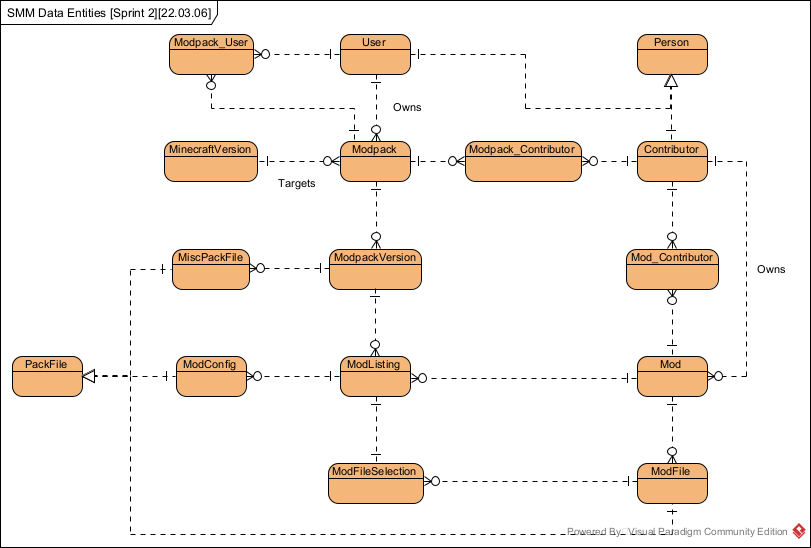 SMM Data Entities [Sprint 2][22.03.06]
Modpack_User
User
Person
Owns
MinecraftVersion
Modpack
Modpack_Contributor
Contributor
Targets
MiscPackFile
ModpackVersion
Mod_Contributor
Owns
PackFile
ModConfig
ModListing
Mod
ModFileSelection
ModFile
Powered By: Visual Paradigm Community Edition